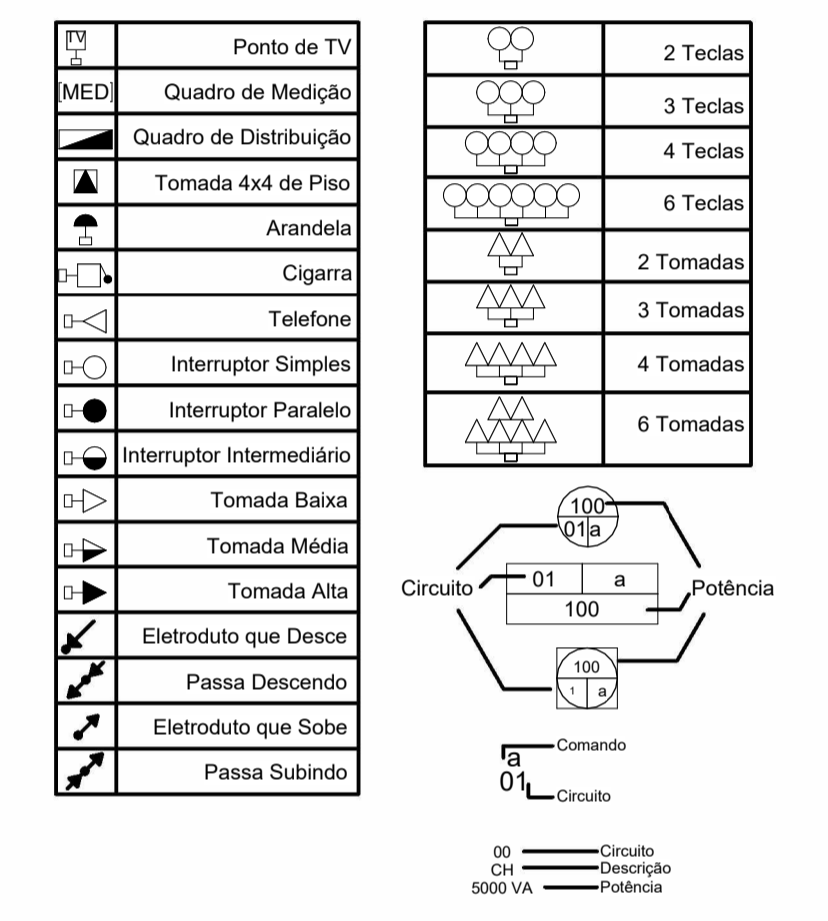 TV
Ponto de TV
[MED]
Quadro de Medição
Quadro de Distribuição
Tomada 4x4 de Piso
Arandela
Cigarra
Telefone
Interruptor Simples
Interruptor Paralelo
Interruptor Intermediário
Tomada Baixa
Tomada Média
Tomada Alta
Eletroduto que Desce
Passa Descendo
Eletroduto que Sobe
Passa Subindo
2 Teclas
3 Teclas
4 Teclas
6 Teclas
2 Tomadas
3 Tomadas
4 Tomadas
6 Tomadas
100
01 a
Circuito
01 a
100
Potência
100
1 a
a
Comando
01
Circuito
00 Circuito
CH Descrição
5000 VA Potência